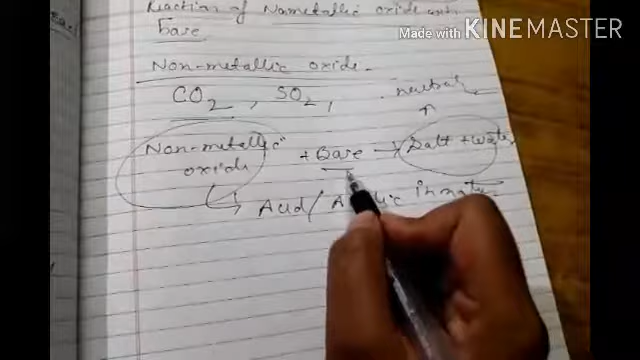 Made with KINEMASTER
Reaction of Nametallic oxide with
base
Non-metallic oxide.
neutral
CO2, SO2,
Non-metallic
oxide + Base → Salt + Water
Acid/ Acidic in nature